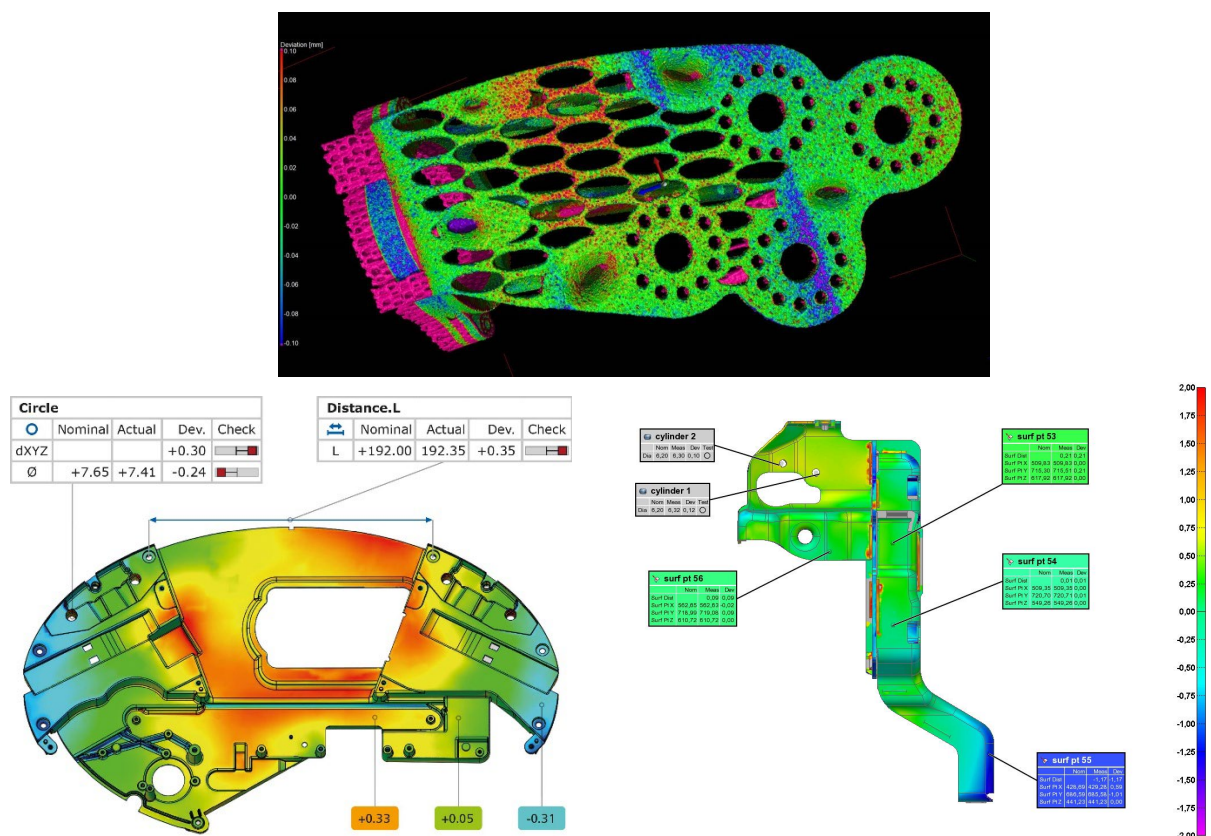 Deviation [mm]
0.10
0.08
0.06
0.04
0.02
0.00
-0.02
-0.04
-0.06
-0.08
-0.10
Circle
Nominal Actual Dev. Check
dXYZ +0.30
Ø +7.65 +7.41 -0.24
Distance.L
Nominal Actual Dev. Check
L +192.00 192.35 +0.35
+0.33
+0.05
-0.31
cylinder 2
Nom Meas Dev Test
Dia 6,20 6,30 0,10
cylinder 1
Nom Meas Dev Test
Dia 6,20 6,32 0,12
surf pt 53
Nom Meas Dev
Surf Dist 0,21 0,21
Surf Pt X 509,83 509,83 0,00
Surf Pt Y 715,30 715,51 0,21
Surf Pt Z 617,92 617,92 0,00
surf pt 54
Nom Meas Dev
Surf Dist 0,01 0,01
Surf Pt X 509,35 509,35 0,00
Surf Pt Y 720,70 720,71 0,01
Surf Pt Z 549,26 549,26 0,00
surf pt 56
Nom Meas Dev
Surf Dist 0,09 0,09
Surf Pt X 562,85 562,83 -0,02
Surf Pt Y 718,99 719,08 0,09
Surf Pt Z 610,72 610,72 0,00
surf pt 55
Nom Meas Dev
Surf Dist -1,17 -1,17
Surf Pt X 428,69 429,28 0,59
Surf Pt Y 686,59 685,58 -1,01
Surf Pt Z 441,23 441,23 0,00
2,00
1,75
1,50
1,25
1,00
0,75
0,50
0,25
0,00
-0,25
-0,50
-0,75
-1,00
-1,25
-1,50
-1,75
-2,00